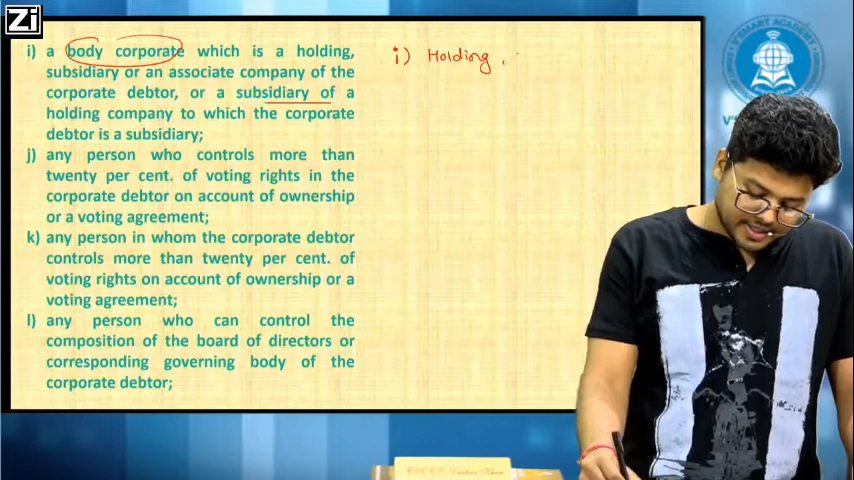 Zi
i) a body corporate which is a holding,
subsidiary or an associate company of the
corporate debtor, or a subsidiary of a
holding company to which the corporate
debtor is a subsidiary;
j) any person who controls more than
twenty per cent. of voting rights in the
corporate debtor on account of ownership
or a voting agreement;
k) any person in whom the corporate debtor
controls more than twenty per cent. of
voting rights on account of ownership or a
voting agreement;
l) any person who can control the
composition of the board of directors or
corresponding governing body of the
corporate debtor;
i) Holding